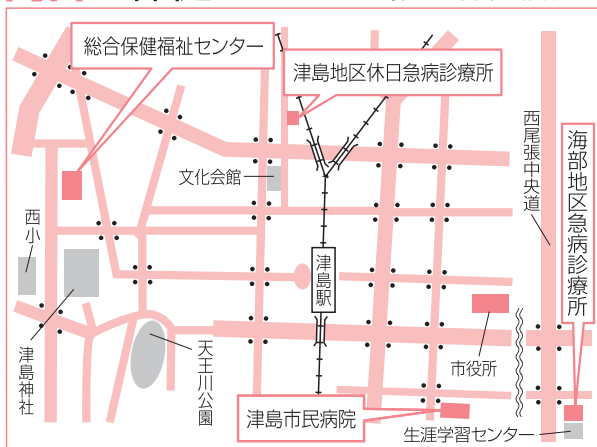 総合保健福祉センター
津島地区休日急病診療所
西尾張中央道
海部地区急病診療所
文化会館
西小
津島駅
市役所
津島神社
天王川公園
津島市民病院
生涯学習センター